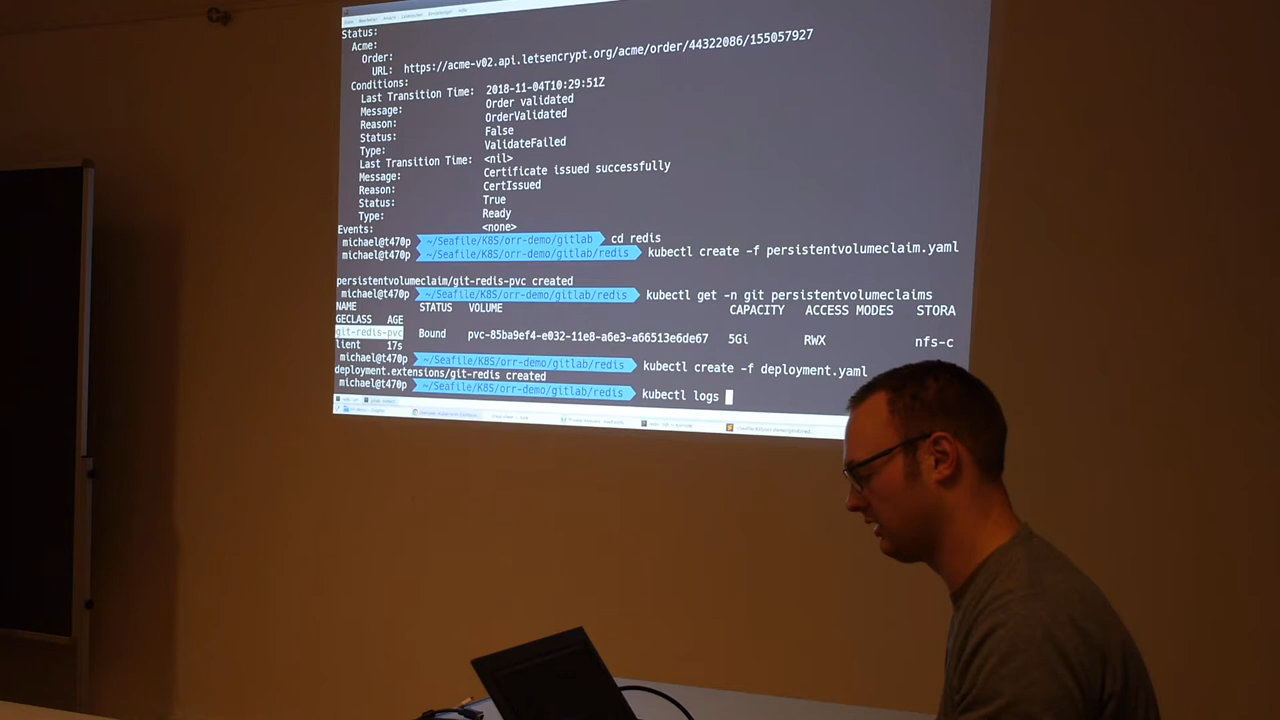 Status:
Acme:
Order:
URL: https://acme-v02.api.letsencrypt.org/acme/order/44322086/155057927
Conditions:
Last Transition Time: 2018-11-04T10:29:51Z
Message: Order validated
Reason: OrderValidated
Status: False
Type: ValidateFailed
Last Transition Time: <nil>
Message: Certificate issued successfully
Reason: CertIssued
Status: True
Type: Ready
Events: <none>
michael@t470p ~/Seafile/K8S/orr-demo/gitlab cd redis
michael@t470p ~/Seafile/K8S/orr-demo/gitlab/redis kubectl create -f persistentvolumeclaim.yaml
persistentvolumeclaim/git-redis-pvc created
michael@t470p ~/Seafile/K8S/orr-demo/gitlab/redis kubectl get -n git persistentvolumeclaims
NAME STATUS VOLUME CAPACITY ACCESS MODES STORA
GECLASS AGE
git-redis-pvc Bound pvc-85ba9ef4-e032-11e8-a6e3-a66513e6de67 5Gi RWX nfs-c
lient 17s
michael@t470p ~/Seafile/K8S/orr-demo/gitlab/redis kubectl create -f deployment.yaml
deployment.extensions/git-redis created
michael@t470p ~/Seafile/K8S/orr-demo/gitlab/redis kubectl logs